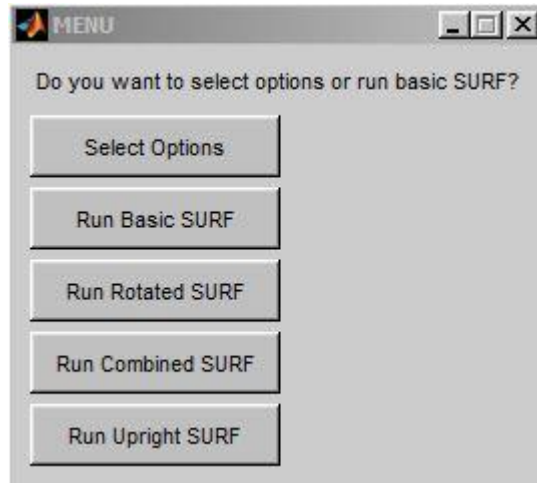 MENU
Do you want to select options or run basic SURF?
Select Options
Run Basic SURF
Run Rotated SURF
Run Combined SURF
Run Upright SURF